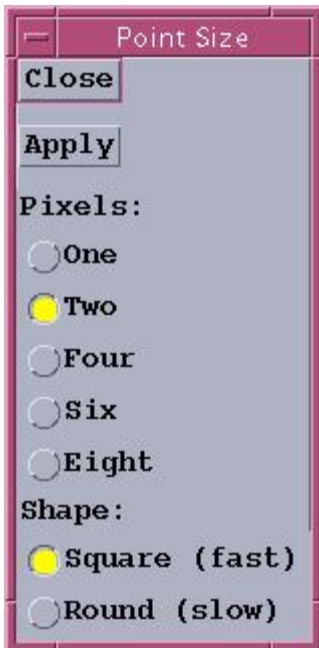 Point Size
Close
Apply
Pixels:
One
Two
Four
Six
Eight
Shape:
Square (fast)
Round (slow)